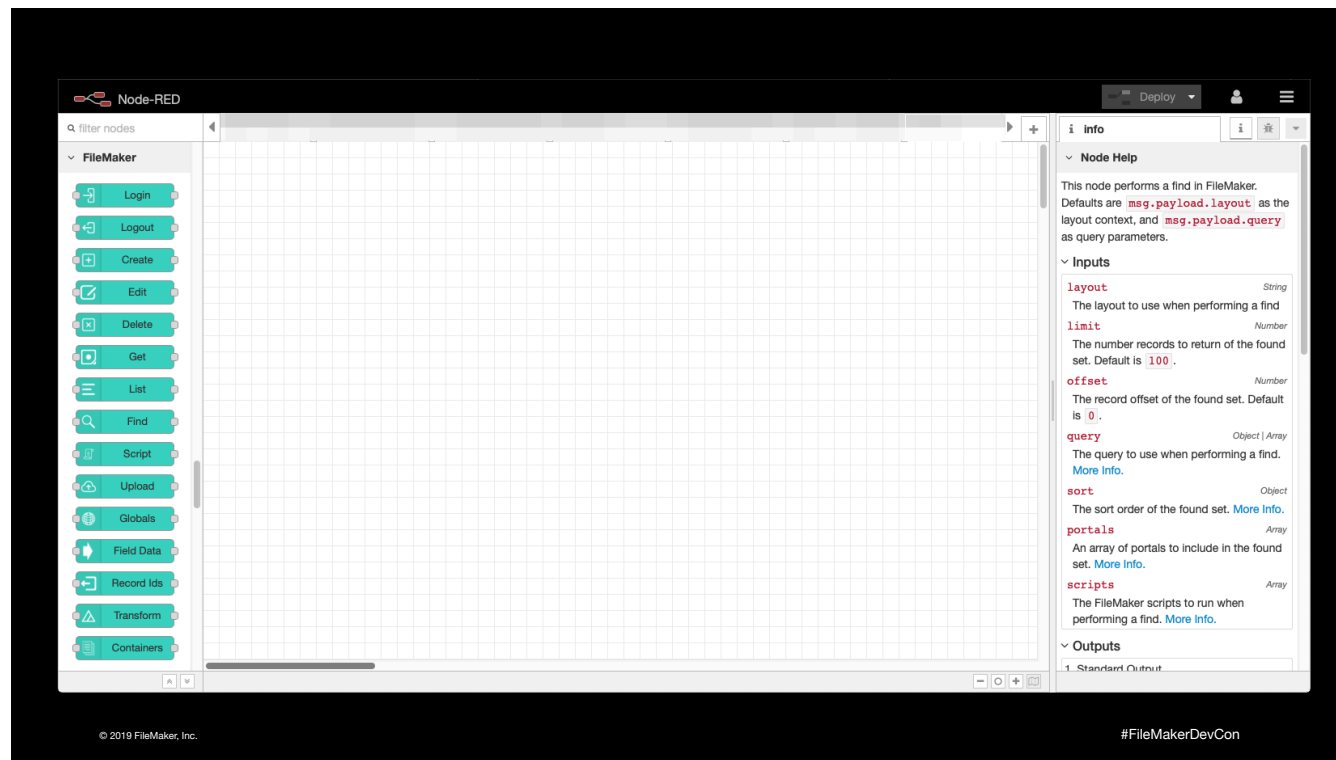 Node-RED
Deploy
filter nodes
info
i
FileMaker
Login
Logout
Create
Edit
Delete
Get
List
Find
Script
Upload
Globals
Field Data
Record Ids
Transform
Containers
Node Help
This node performs a find in FileMaker.
Defaults are msg.payload.layout as the
layout context, and msg.payload.query
as query parameters.
Inputs
layout String
The layout to use when performing a find
limit Number
The number records to return of the found
set. Default is 100 .
offset Number
The record offset of the found set. Default
is 0 .
query Object | Array
The query to use when performing a find.
More Info.
sort Object
The sort order of the found set. More Info.
portals Array
An array of portals to include in the found
set. More Info.
scripts Array
The FileMaker scripts to run when
performing a find. More Info.
Outputs
1. Standard Output
© 2019 FileMaker, Inc.
#FileMakerDevCon